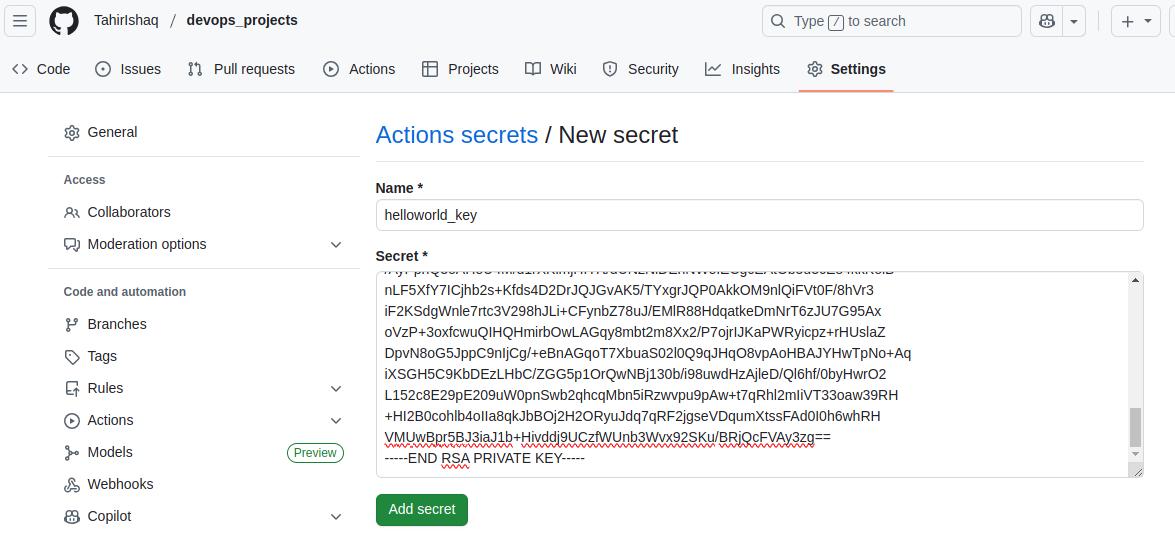 TahirIshaq / devops_projects
Type / to search
Code
Issues
Pull requests
Actions
Projects
Wiki
Security
Insights
Settings
General
Access
Collaborators
Moderation options
Code and automation
Branches
Tags
Rules
Actions
Models
Preview
Webhooks
Copilot
Actions secrets / New secret
Name *
helloworld_key
Secret *
nLF5XfY7ICjhb2s+Kfds4D2DrJQJGvAK5/TYxgrJQP0AkkOM9nlQiFVt0F/8hVr3
iF2KSdgWnle7rtc3V298hJLi+CFynbZ78uJ/EMlR88HdqatkeDmNrT6zJU7G95Ax
oVzP+3oxfcwuQIHQHmirbOwLAGqy8mbt2m8Xx2/P7ojrIJKaPWRyicpz+rHUslaZ
DpvN8oG5JppC9nIjCg/+eBnAGqoT7XbuaS02l0Q9qJHqO8vpAoHBAJYHwTpNo+Aq
iXSGH5C9KbDEzLHbC/ZGG5p1OrQwNBj130b/i98uwdHzAjleD/Ql6hf/0byHwrO2
L152c8E29pE209uW0pnSwb2qhcqMbn5iRzwvpu9pAw+t7qRhl2mIiVT33oaw39RH
+HI2B0cohlb4oIIa8qkJbBOj2H2ORyuJdq7qRF2jgseVDqumXtssFAd0I0h6whRH
VMUwBpr5BJ3iaJ1b+Hivddj9UCzfWUnb3Wvx92SKu/BRjQcFVAy3zg==
-----END RSA PRIVATE KEY-----
Add secret